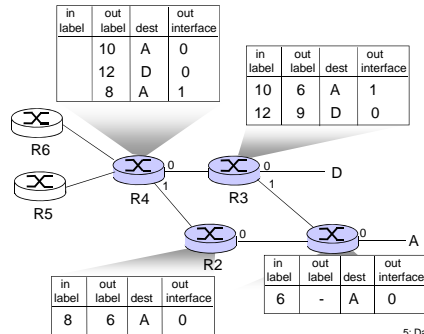 in label out label dest out interface
10 A 0
12 D 0
8 A 1
in label out label dest out interface
10 6 A 1
12 9 D 0
R6
R5
R4
0
1
R3
0
1
D
R2
0
0
A
in label out label dest out interface
8 6 A 0
in label out label dest out interface
6 - A 0
5: Da